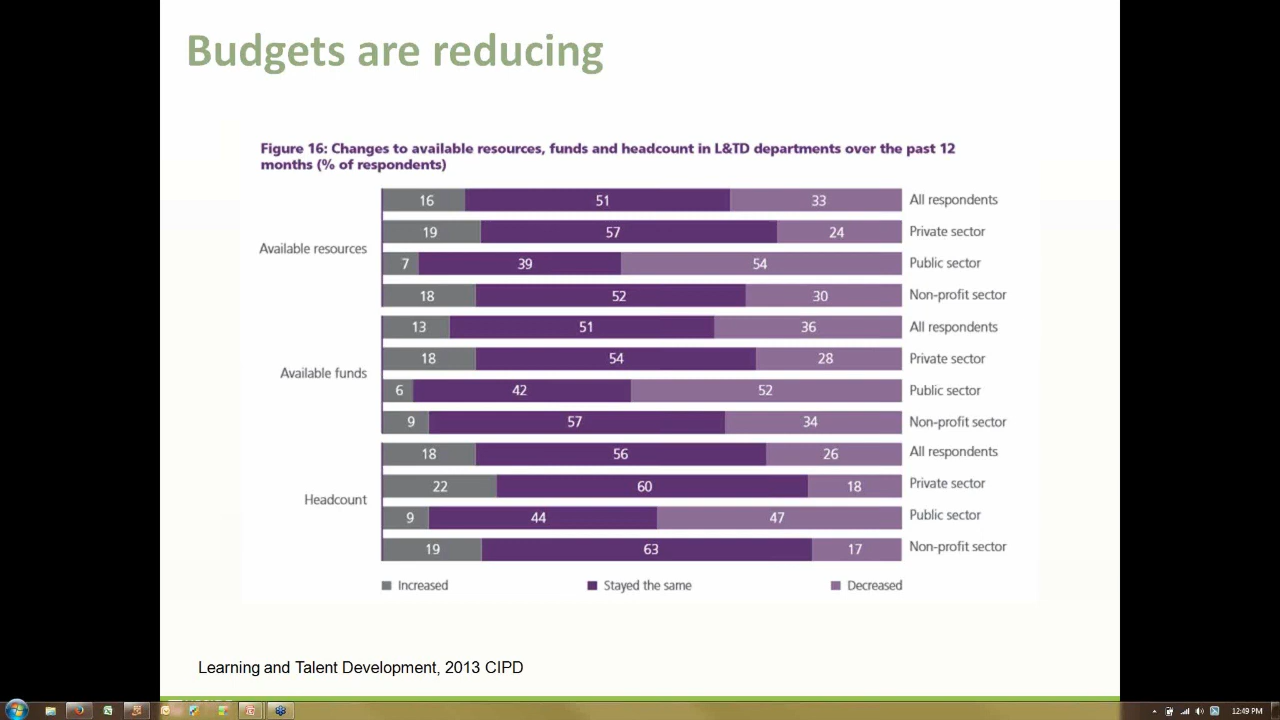 Budgets are reducing
Figure 16: Changes to available resources, funds and headcount in L&TD departments over the past 12
months (% of respondents)
Available resources
16 51 33 All respondents
19 57 24 Private sector
7 39 54 Public sector
18 52 30 Non-profit sector
Available funds
13 51 36 All respondents
18 54 28 Private sector
6 42 52 Public sector
9 57 34 Non-profit sector
Headcount
18 56 26 All respondents
22 60 18 Private sector
9 44 47 Public sector
19 63 17 Non-profit sector
Increased Stayed the same Decreased
Learning and Talent Development, 2013 CIPD
12:49 PM